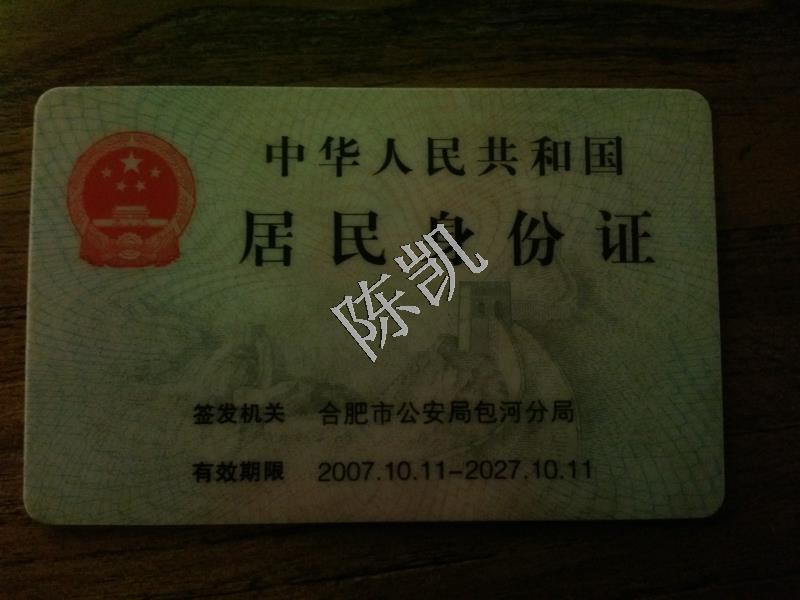 中华人民共和国
居民身份证
陈凯
签发机关 合肥市公安局包河分局
有效期限 2007.10.11-2027.10.11